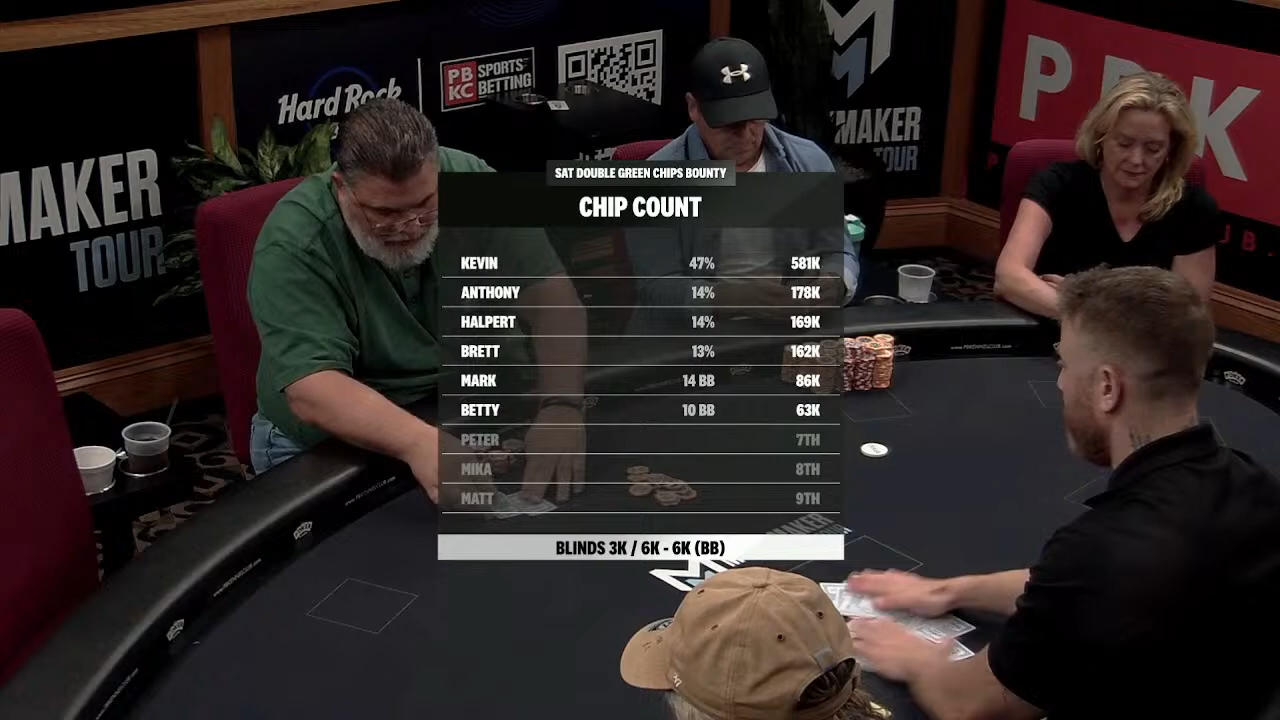 Hard Rock
PB
KC
SPORTS
BETTING
MAKER
TOUR
MAKER
TOUR
P B K
SAT DOUBLE GREEN CHIPS BOUNTY
CHIP COUNT
KEVIN 47% 581K
ANTHONY 14% 178K
HALPERT 14% 169K
BRETT 13% 162K
MARK 14 BB 86K
BETTY 10 BB 63K
PETER 7TH
MIKA 8TH
MATT 9TH
BLINDS 3K / 6K - 6K (BB)